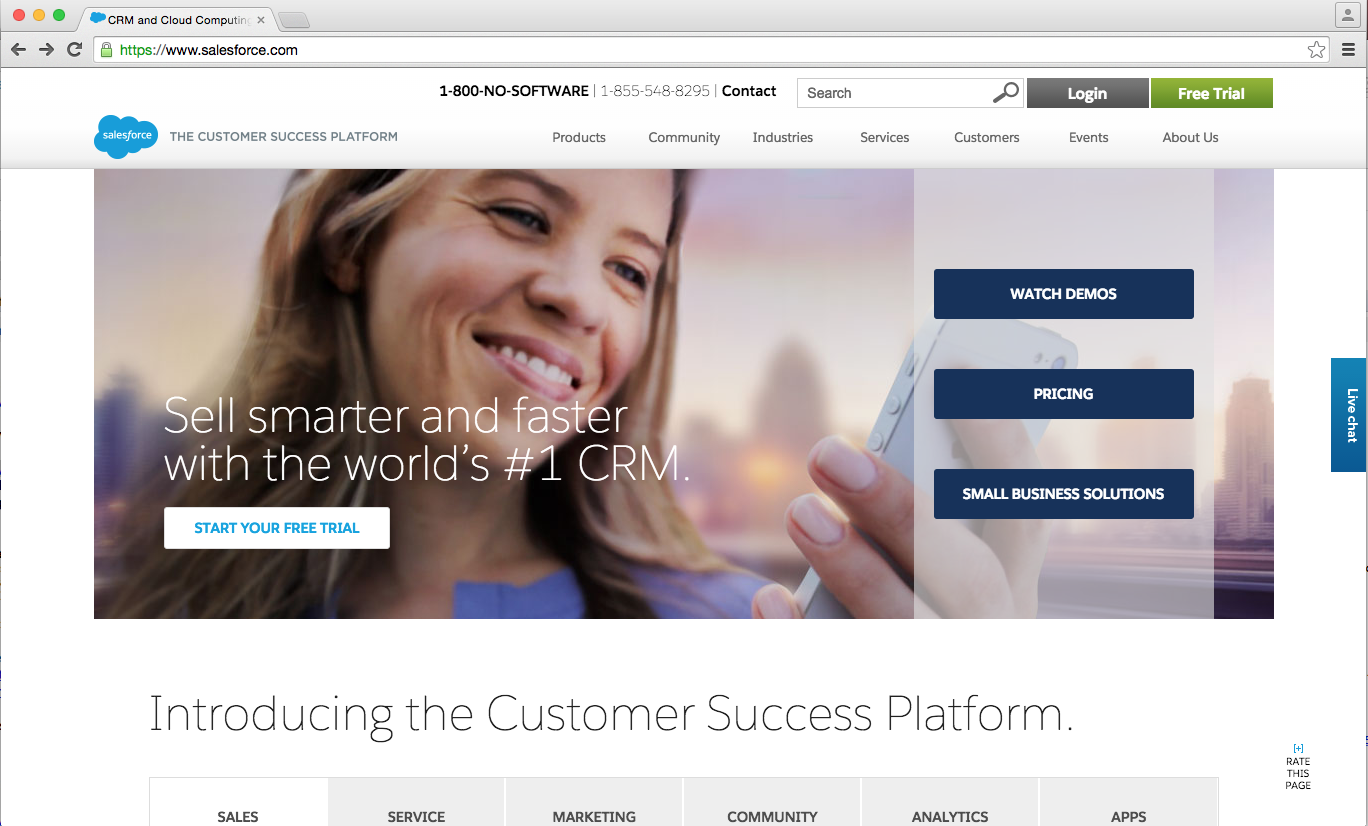 CRM and Cloud Computing
https://www.salesforce.com
1-800-NO-SOFTWARE | 1-855-548-8295 | Contact
Search
Login
Free Trial
salesforce
THE CUSTOMER SUCCESS PLATFORM
Products
Community
Industries
Services
Customers
Events
About Us
Sell smarter and faster
with the world's #1 CRM.
START YOUR FREE TRIAL
WATCH DEMOS
PRICING
SMALL BUSINESS SOLUTIONS
Live chat
Introducing the Customer Success Platform.
[+]
RATE
THIS
PAGE
SALES
SERVICE
MARKETING
COMMUNITY
ANALYTICS
APPS